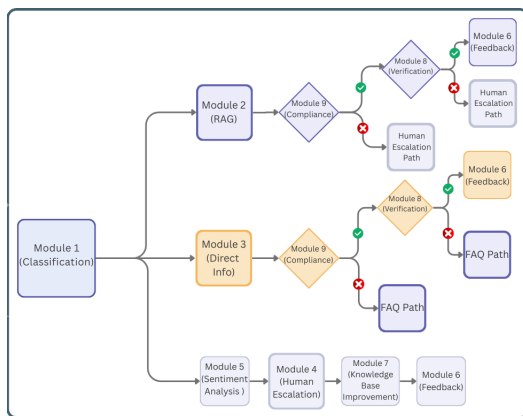 Module 6
(Feedback)
Module 8
(Verification)
Module 2
(RAG)
Module 9
(Compliance)
Human
Escalation
Path
Human
Escalation
Path
Module 6
(Feedback)
Module 8
(Verification)
Module 1
(Classification)
Module 3
(Direct
Info)
Module 9
(Compliance)
FAQ Path
FAQ Path
Module 5
(Sentiment
Analysis )
Module 4
(Human
Escalation)
Module 7
(Knowledge
Base
Improvement)
Module 6
(Feedback)